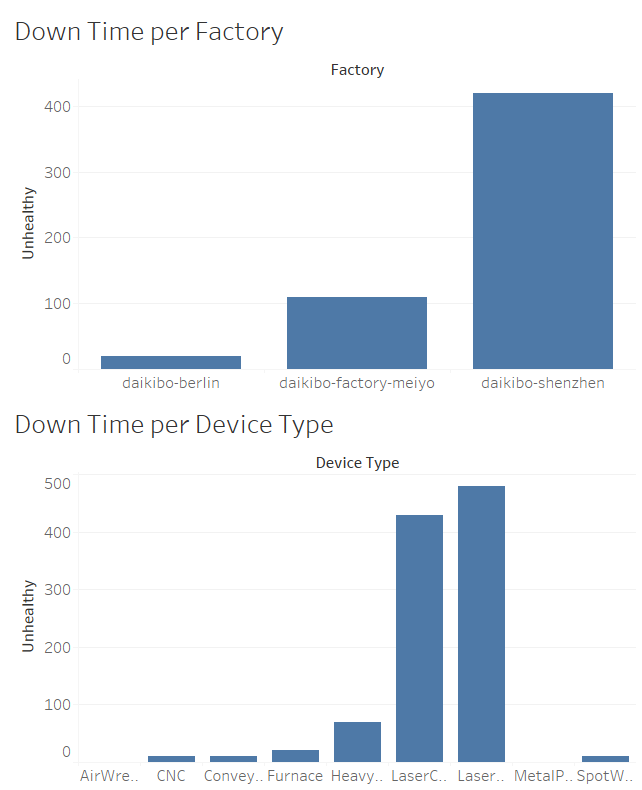 Down Time per Factory
Factory
400
300
200
100
0
Unhealthy
daikibo-berlin daikibo-factory-meiyo daikibo-shenzhen
Down Time per Device Type
Device Type
500
400
300
200
100
0
Unhealthy
AirWre.. CNC Convey.. Furnace Heavy.. LaserC.. Laser.. MetalP.. SpotW..